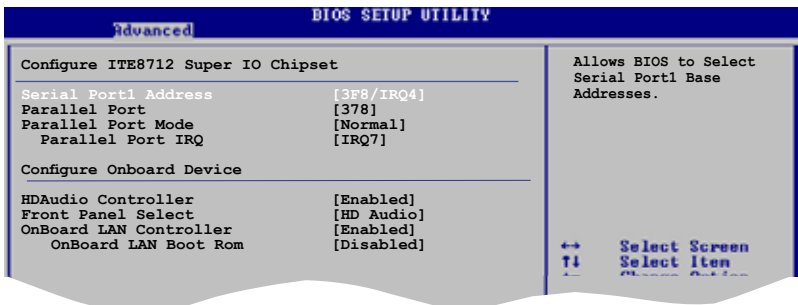 BIOS SETUP UTILITY
Advanced
Configure ITE8712 Super IO Chipset
Serial Port1 Address [3F8/IRQ4]
Parallel Port [378]
Parallel Port Mode [Normal]
Parallel Port IRQ [IRQ7]
Configure Onboard Device
HDAudio Controller [Enabled]
Front Panel Select [HD Audio]
OnBoard LAN Controller [Enabled]
OnBoard LAN Boot Rom [Disabled]
Allows BIOS to Select
Serial Port1 Base
Addresses.
↔ Select Screen
↑↓ Select Item